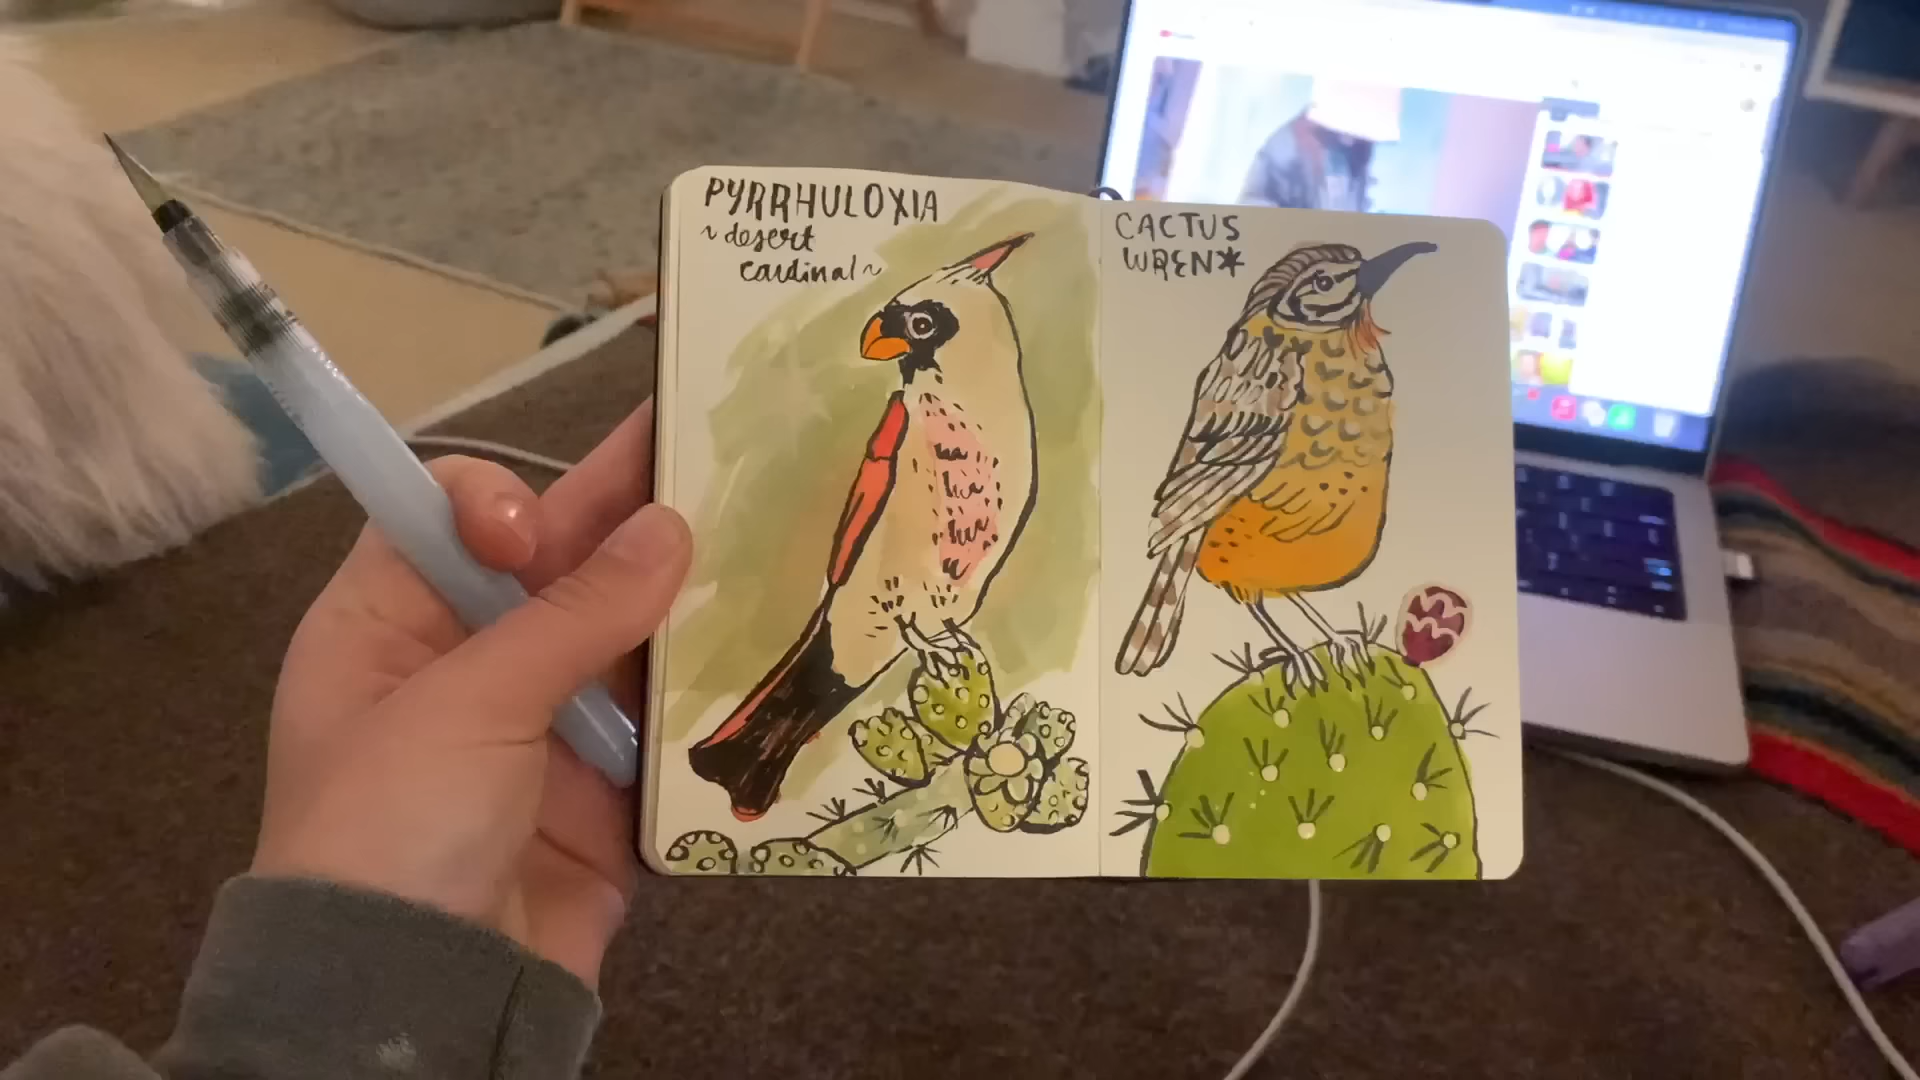 PYRRHULOXIA
~ desert
cardinal ~
CACTUS
WREN*